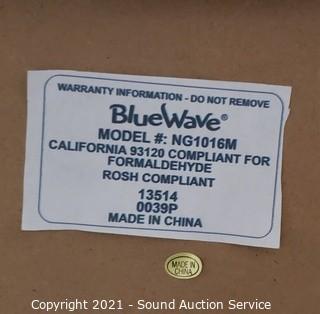 WARRANTY INFORMATION - DO NOT REMOVE
BlueWave®
MODEL #: NG1016M
CALIFORNIA 93120 COMPLIANT FOR
FORMALDEHYDE
ROSH COMPLIANT
13514
0039P
MADE IN CHINA
MADE IN
CHINA
Copyright 2021 - Sound Auction Service